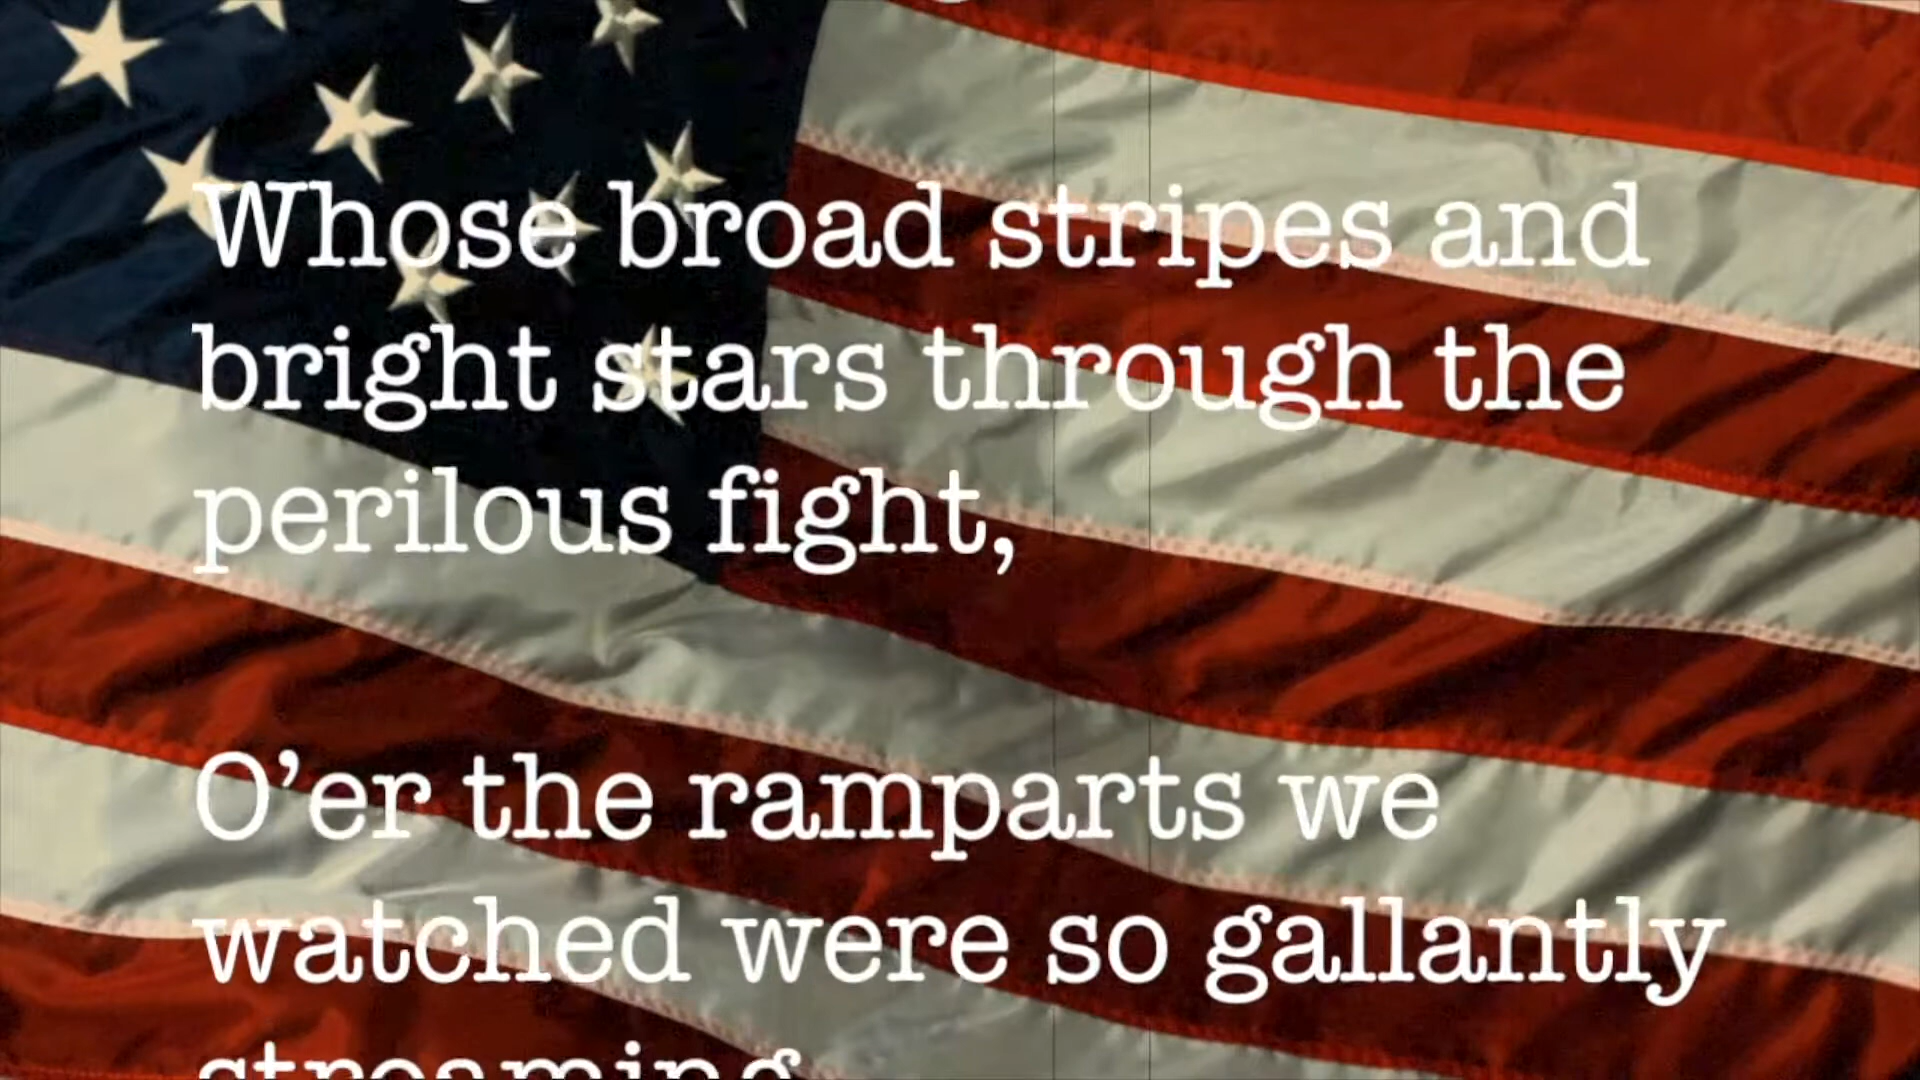 Whose broad stripes and
bright stars through the
perilous fight,
O’er the ramparts we
watched were so gallantly
streaming